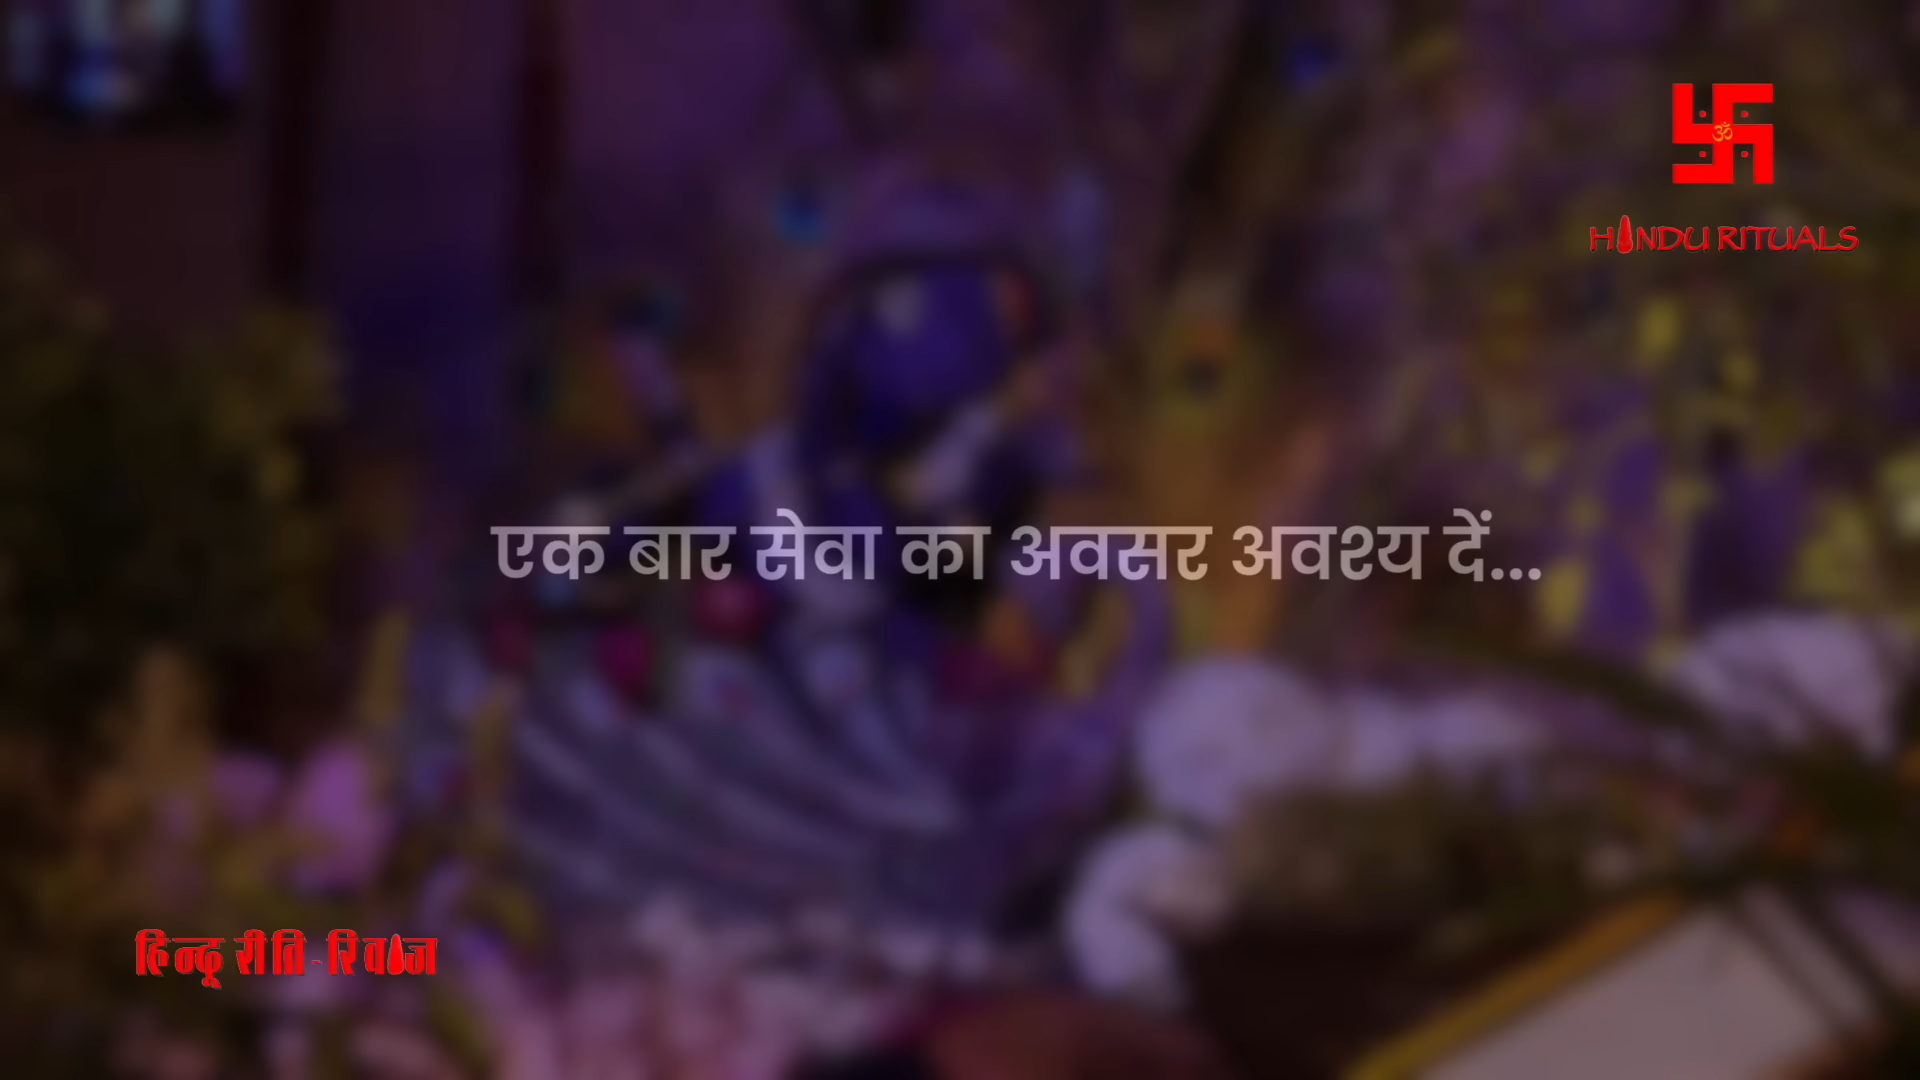 ॐ
HINDU RITUALS
एक बार सेवा का अवसर अवश्य दें...
हिन्दू रीति-रिवाज